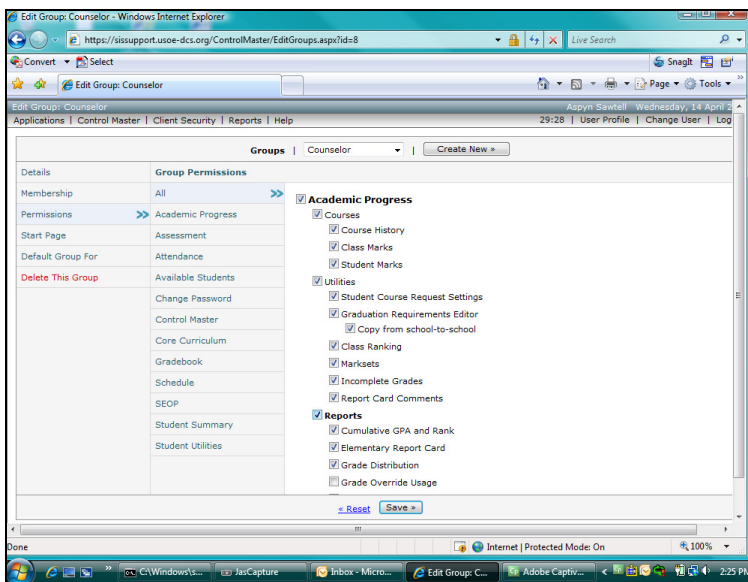 Edit Group: Counselor - Windows Internet Explorer
https://sissupport.usoe-dcs.org/ControlMaster/EditGroups.aspx?id=8
Live Search
Convert Select
SnagIt
Edit Group: Counselor
Page Tools
Edit Group: Counselor Aspyn Sawtell Wednesday, 14 April
Applications | Control Master | Client Security | Reports | Help 29:28 | User Profile | Change User | Log
Groups | Counselor | Create New »
Details
Membership
Permissions
Start Page
Default Group For
Delete This Group
Group Permissions
All
Academic Progress
Assessment
Attendance
Available Students
Change Password
Control Master
Core Curriculum
Gradebook
Schedule
SEOP
Student Summary
Student Utilities
Academic Progress
Courses
Course History
Class Marks
Student Marks
Utilities
Student Course Request Settings
Graduation Requirements Editor
Copy from school-to-school
Class Ranking
Marksets
Incomplete Grades
Report Card Comments
Reports
Cumulative GPA and Rank
Elementary Report Card
Grade Distribution
Grade Override Usage
« Reset Save »
Done Internet | Protected Mode: On 100%
C:\Windows\s... JasCapture Inbox - Micro... Edit Group: C... Adobe Captiv... 2:25 PM